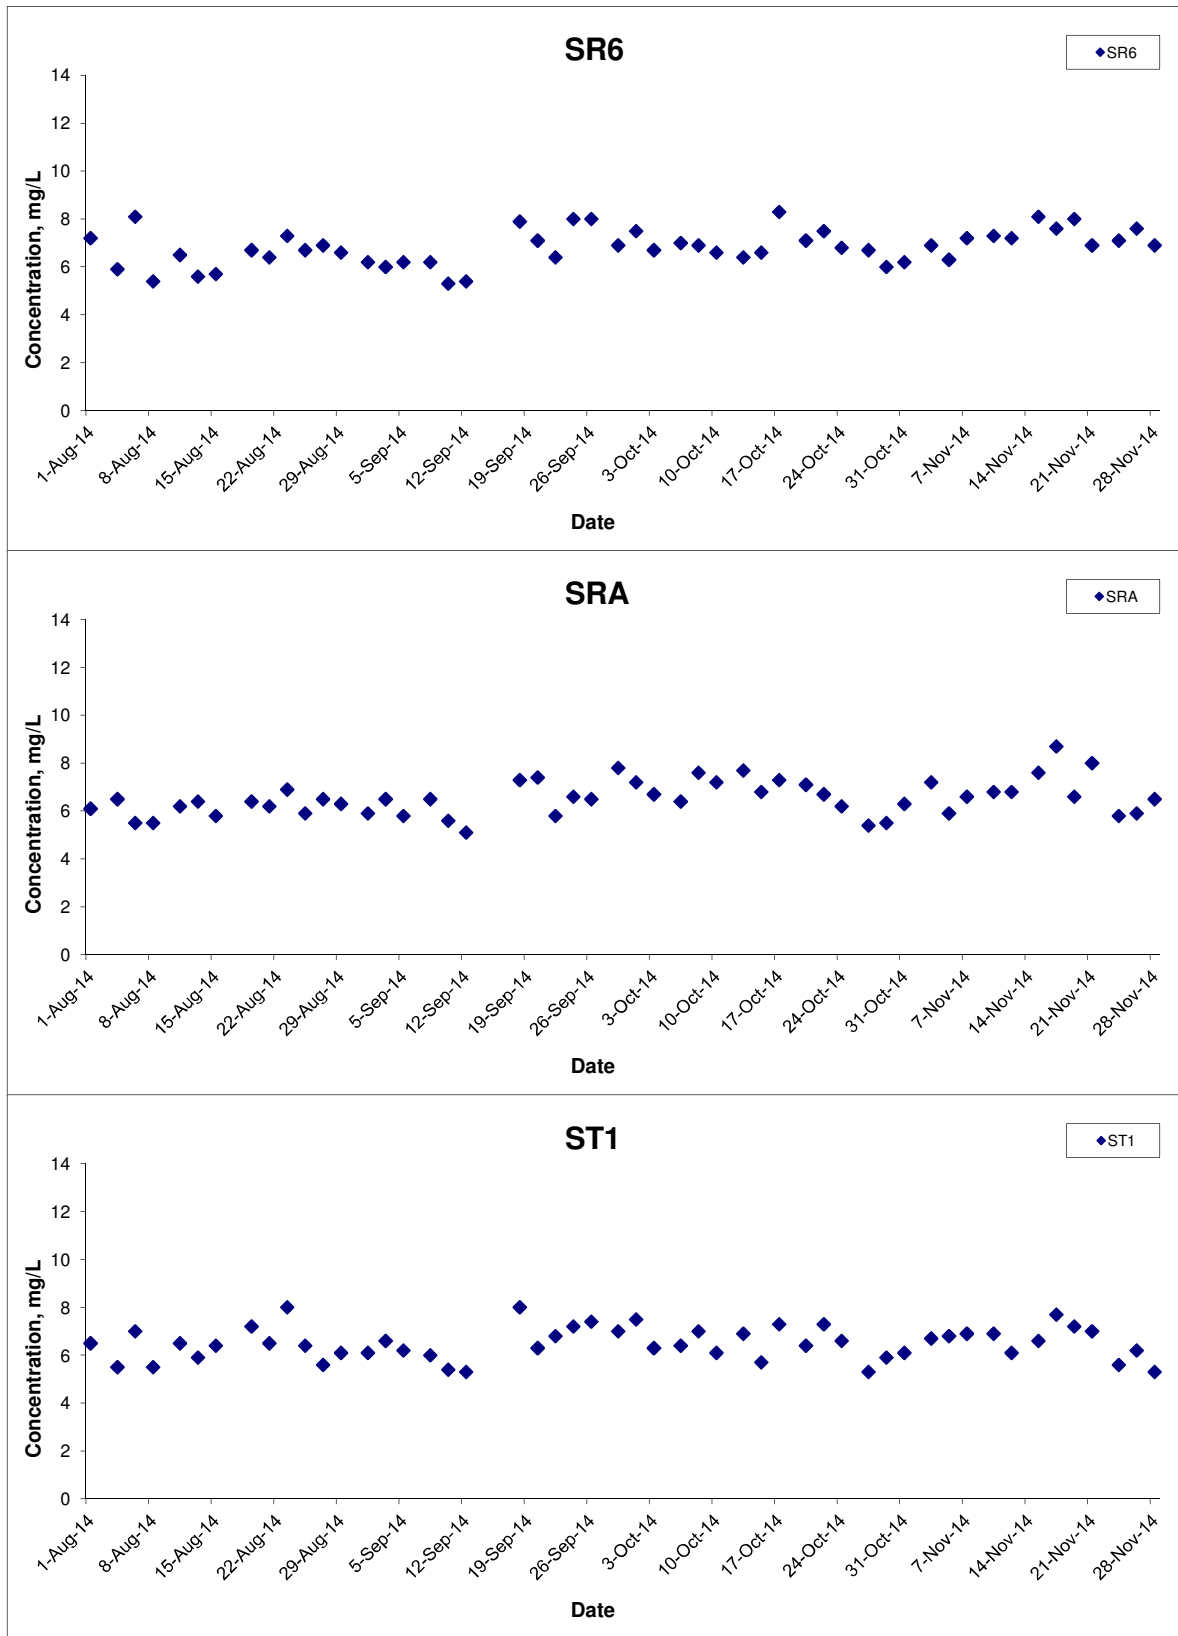 SR6
SR6
14
12
10
8
6
4
2
0
Concentration, mg/L
1-Aug-14
8-Aug-14
15-Aug-14
22-Aug-14
29-Aug-14
5-Sep-14
12-Sep-14
19-Sep-14
26-Sep-14
3-Oct-14
10-Oct-14
17-Oct-14
24-Oct-14
31-Oct-14
7-Nov-14
14-Nov-14
21-Nov-14
28-Nov-14
Date
SRA
SRA
14
12
10
8
6
4
2
0
Concentration, mg/L
1-Aug-14
8-Aug-14
15-Aug-14
22-Aug-14
29-Aug-14
5-Sep-14
12-Sep-14
19-Sep-14
26-Sep-14
3-Oct-14
10-Oct-14
17-Oct-14
24-Oct-14
31-Oct-14
7-Nov-14
14-Nov-14
21-Nov-14
28-Nov-14
Date
ST1
ST1
14
12
10
8
6
4
2
0
Concentration, mg/L
1-Aug-14
8-Aug-14
15-Aug-14
22-Aug-14
29-Aug-14
5-Sep-14
12-Sep-14
19-Sep-14
26-Sep-14
3-Oct-14
10-Oct-14
17-Oct-14
24-Oct-14
31-Oct-14
7-Nov-14
14-Nov-14
21-Nov-14
28-Nov-14
Date